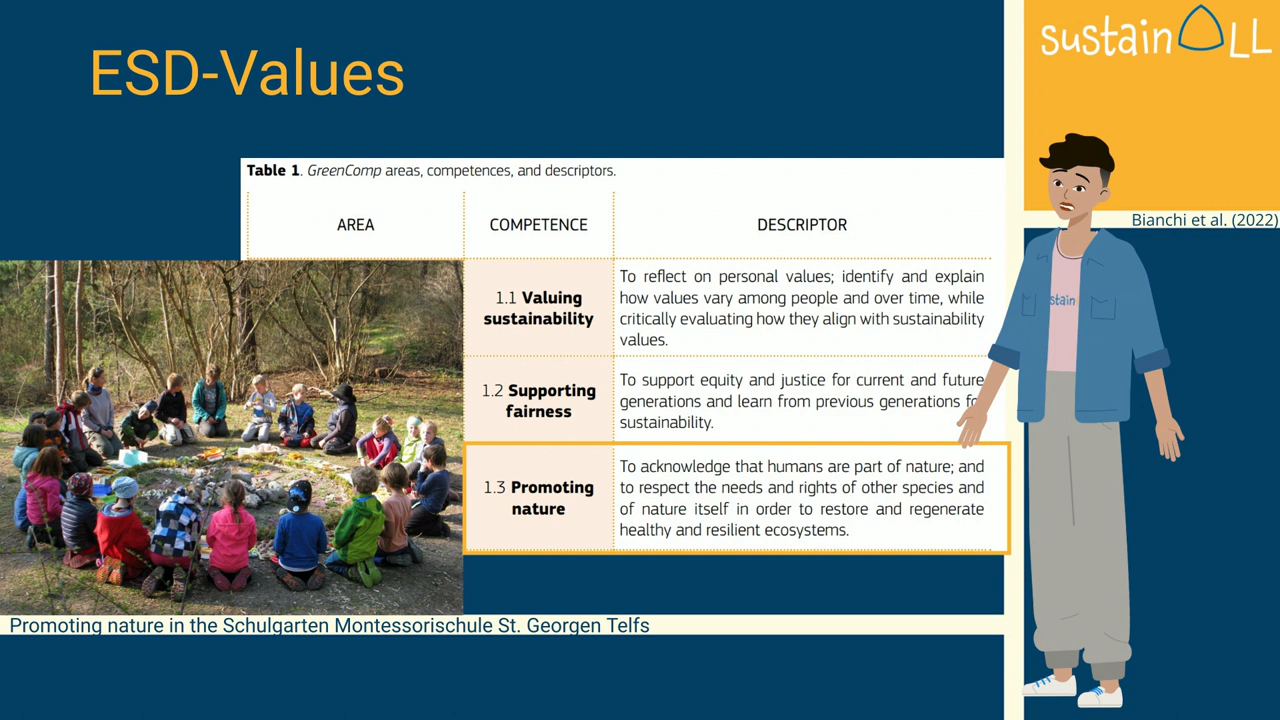 ESD-Values
sustainALL
Bianchi et al. (2022)
Table 1. GreenComp areas, competences, and descriptors.
AREA COMPETENCE DESCRIPTOR
1.1 Valuing
sustainability
To reflect on personal values; identify and explain
how values vary among people and over time, while
critically evaluating how they align with sustainability
values.
1.2 Supporting
fairness
To support equity and justice for current and future
generations and learn from previous generations
sustainability.
1.3 Promoting
nature
To acknowledge that humans are part of nature; and
to respect the needs and rights of other species and
of nature itself in order to restore and regenerate
healthy and resilient ecosystems.
stain
Promoting nature in the Schulgarten Montessorischule St. Georgen Telfs